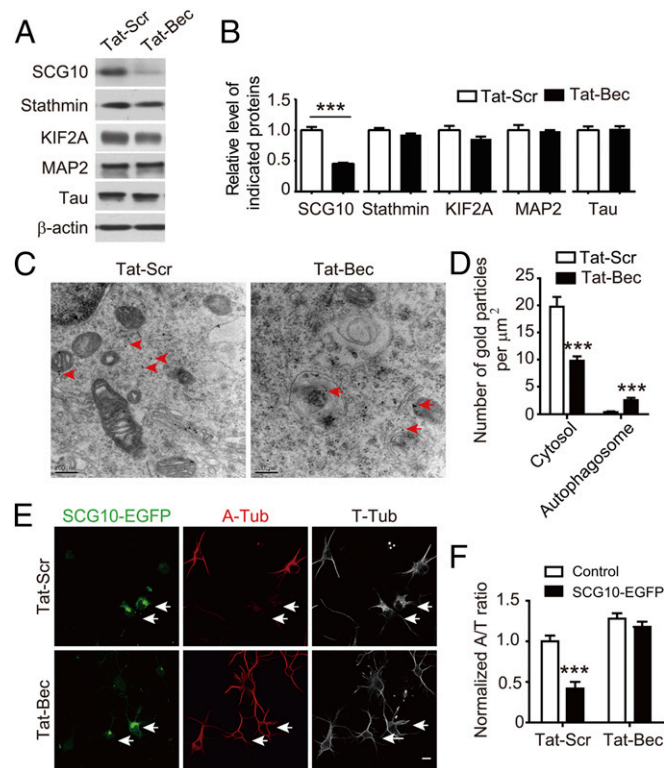 A
Tat-Scr
Tat-Bec
SCG10
Stathmin
KIF2A
MAP2
Tau
β-actin
B
Tat-Scr
Tat-Bec
Relative level of
indicated proteins
1.5
1.0
0.5
0
***
SCG10
Stathmin
KIF2A
MAP2
Tau
C
Tat-Scr
Tat-Bec
D
Tat-Scr
Tat-Bec
Number of gold particles
per μm2
25
20
15
10
5
0
***
***
Cytosol
Autophagosome
E
SCG10-EGFP
A-Tub
T-Tub
Tat-Scr
Tat-Bec
F
Control
SCG10-EGFP
Normalized A/T ratio
1.5
1.0
0.5
0
***
Tat-Scr
Tat-Bec